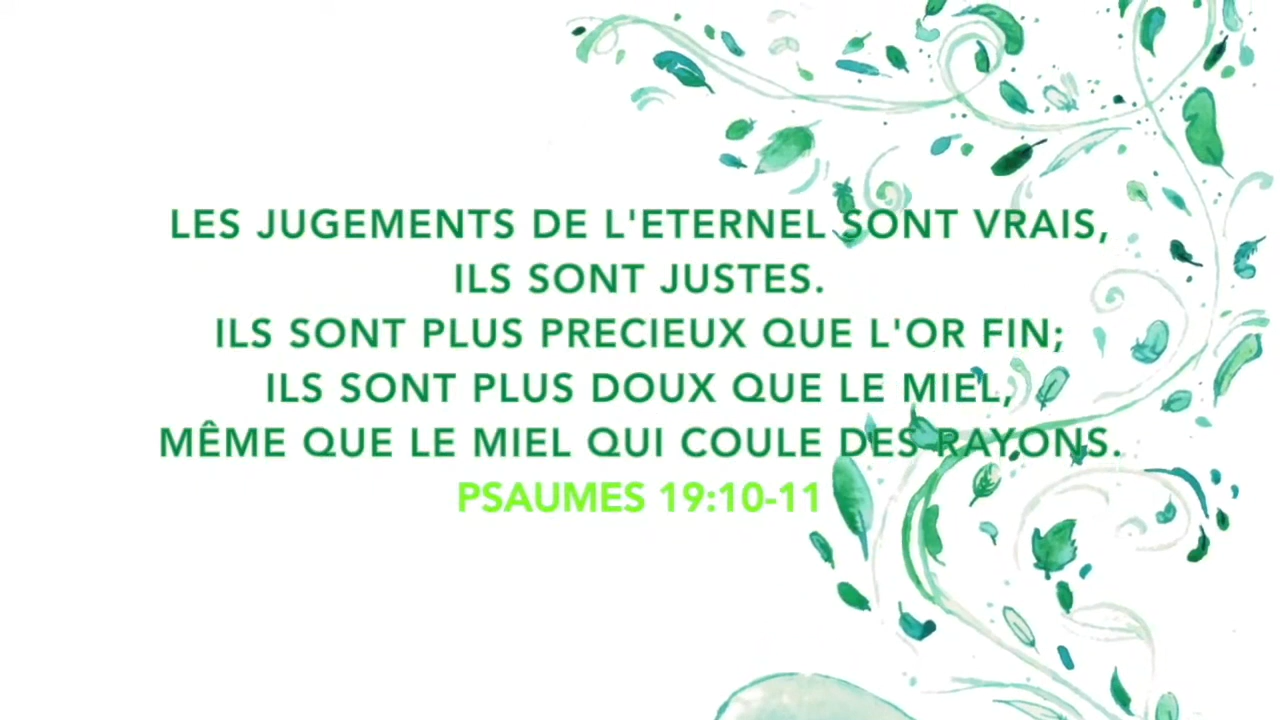 LES JUGEMENTS DE L'ETERNEL SONT VRAIS,
ILS SONT JUSTES.
ILS SONT PLUS PRECIEUX QUE L'OR FIN;
ILS SONT PLUS DOUX QUE LE MIEL,
MÊME QUE LE MIEL QUI COULE DES RAYONS.
PSAUMES 19:10-11